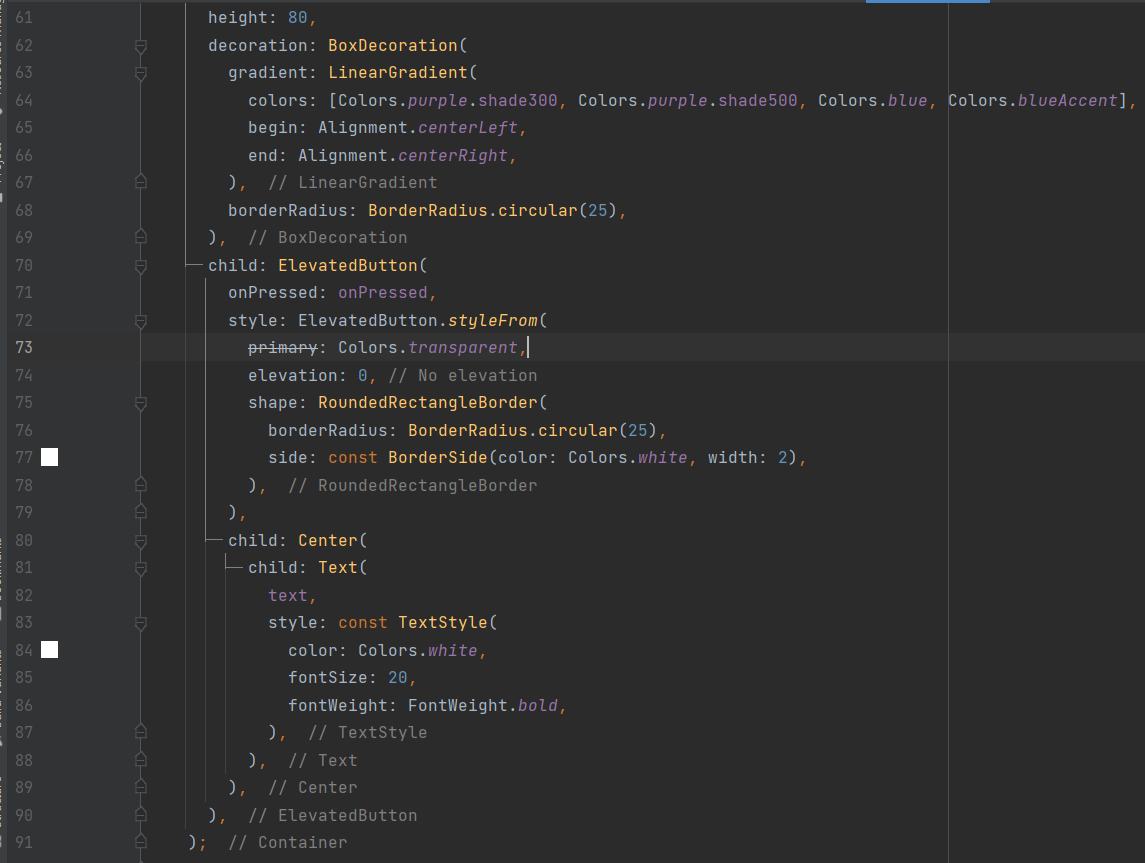 61 height: 80,
62 decoration: BoxDecoration(
63 gradient: LinearGradient(
64 colors: [Colors.purple.shade300, Colors.purple.shade500, Colors.blue, Colors.blueAccent],
65 begin: Alignment.centerLeft,
66 end: Alignment.centerRight,
67 ), // LinearGradient
68 borderRadius: BorderRadius.circular(25),
69 ), // BoxDecoration
70 child: ElevatedButton(
71 onPressed: onPressed,
72 style: ElevatedButton.styleFrom(
73 primary: Colors.transparent,
74 elevation: 0, // No elevation
75 shape: RoundedRectangleBorder(
76 borderRadius: BorderRadius.circular(25),
77 side: const BorderSide(color: Colors.white, width: 2),
78 ), // RoundedRectangleBorder
79 ),
80 child: Center(
81 child: Text(
82 text,
83 style: const TextStyle(
84 color: Colors.white,
85 fontSize: 20,
86 fontWeight: FontWeight.bold,
87 ), // TextStyle
88 ), // Text
89 ), // Center
90 ), // ElevatedButton
91 ); // Container